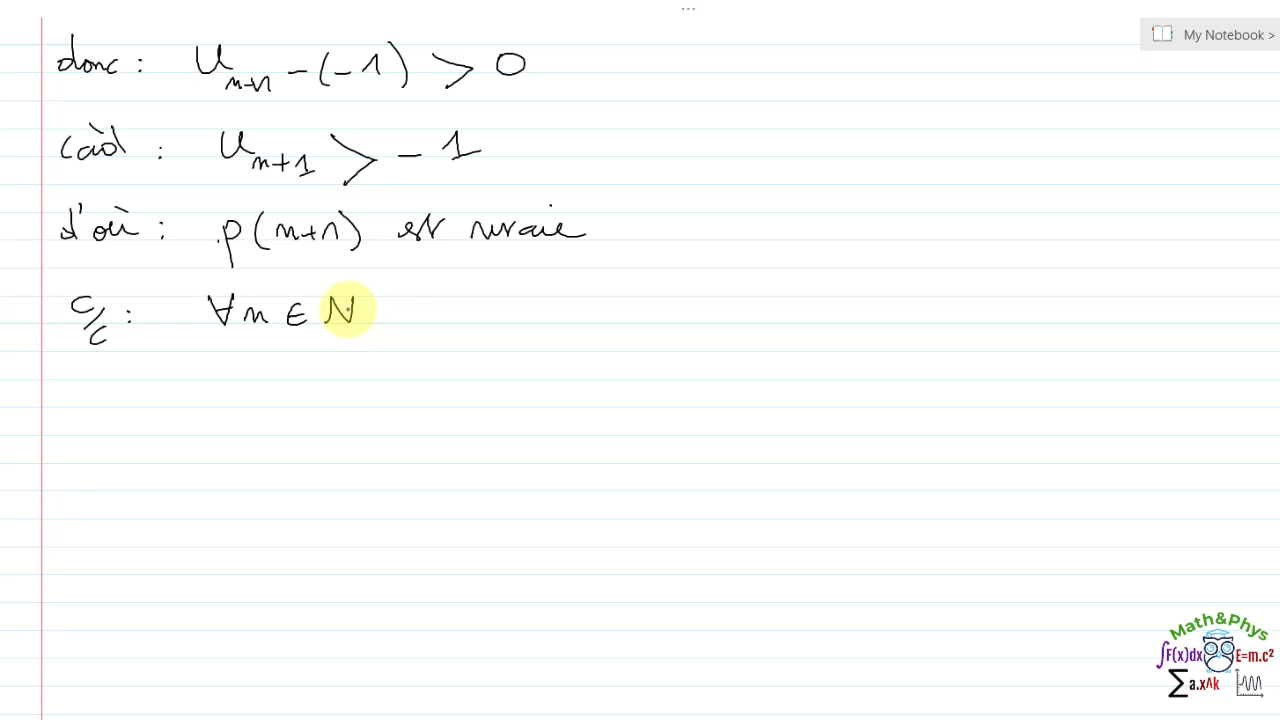 ...
My Notebook >
donc : U_{n+1} - (-1) > 0
càd : U_{n+1} > -1
d'où : p(n+1) est vraie
C/C : ∀n ∈ N
Math&Phys
∫F(x)dx E=m.c²
∑ a.x^k